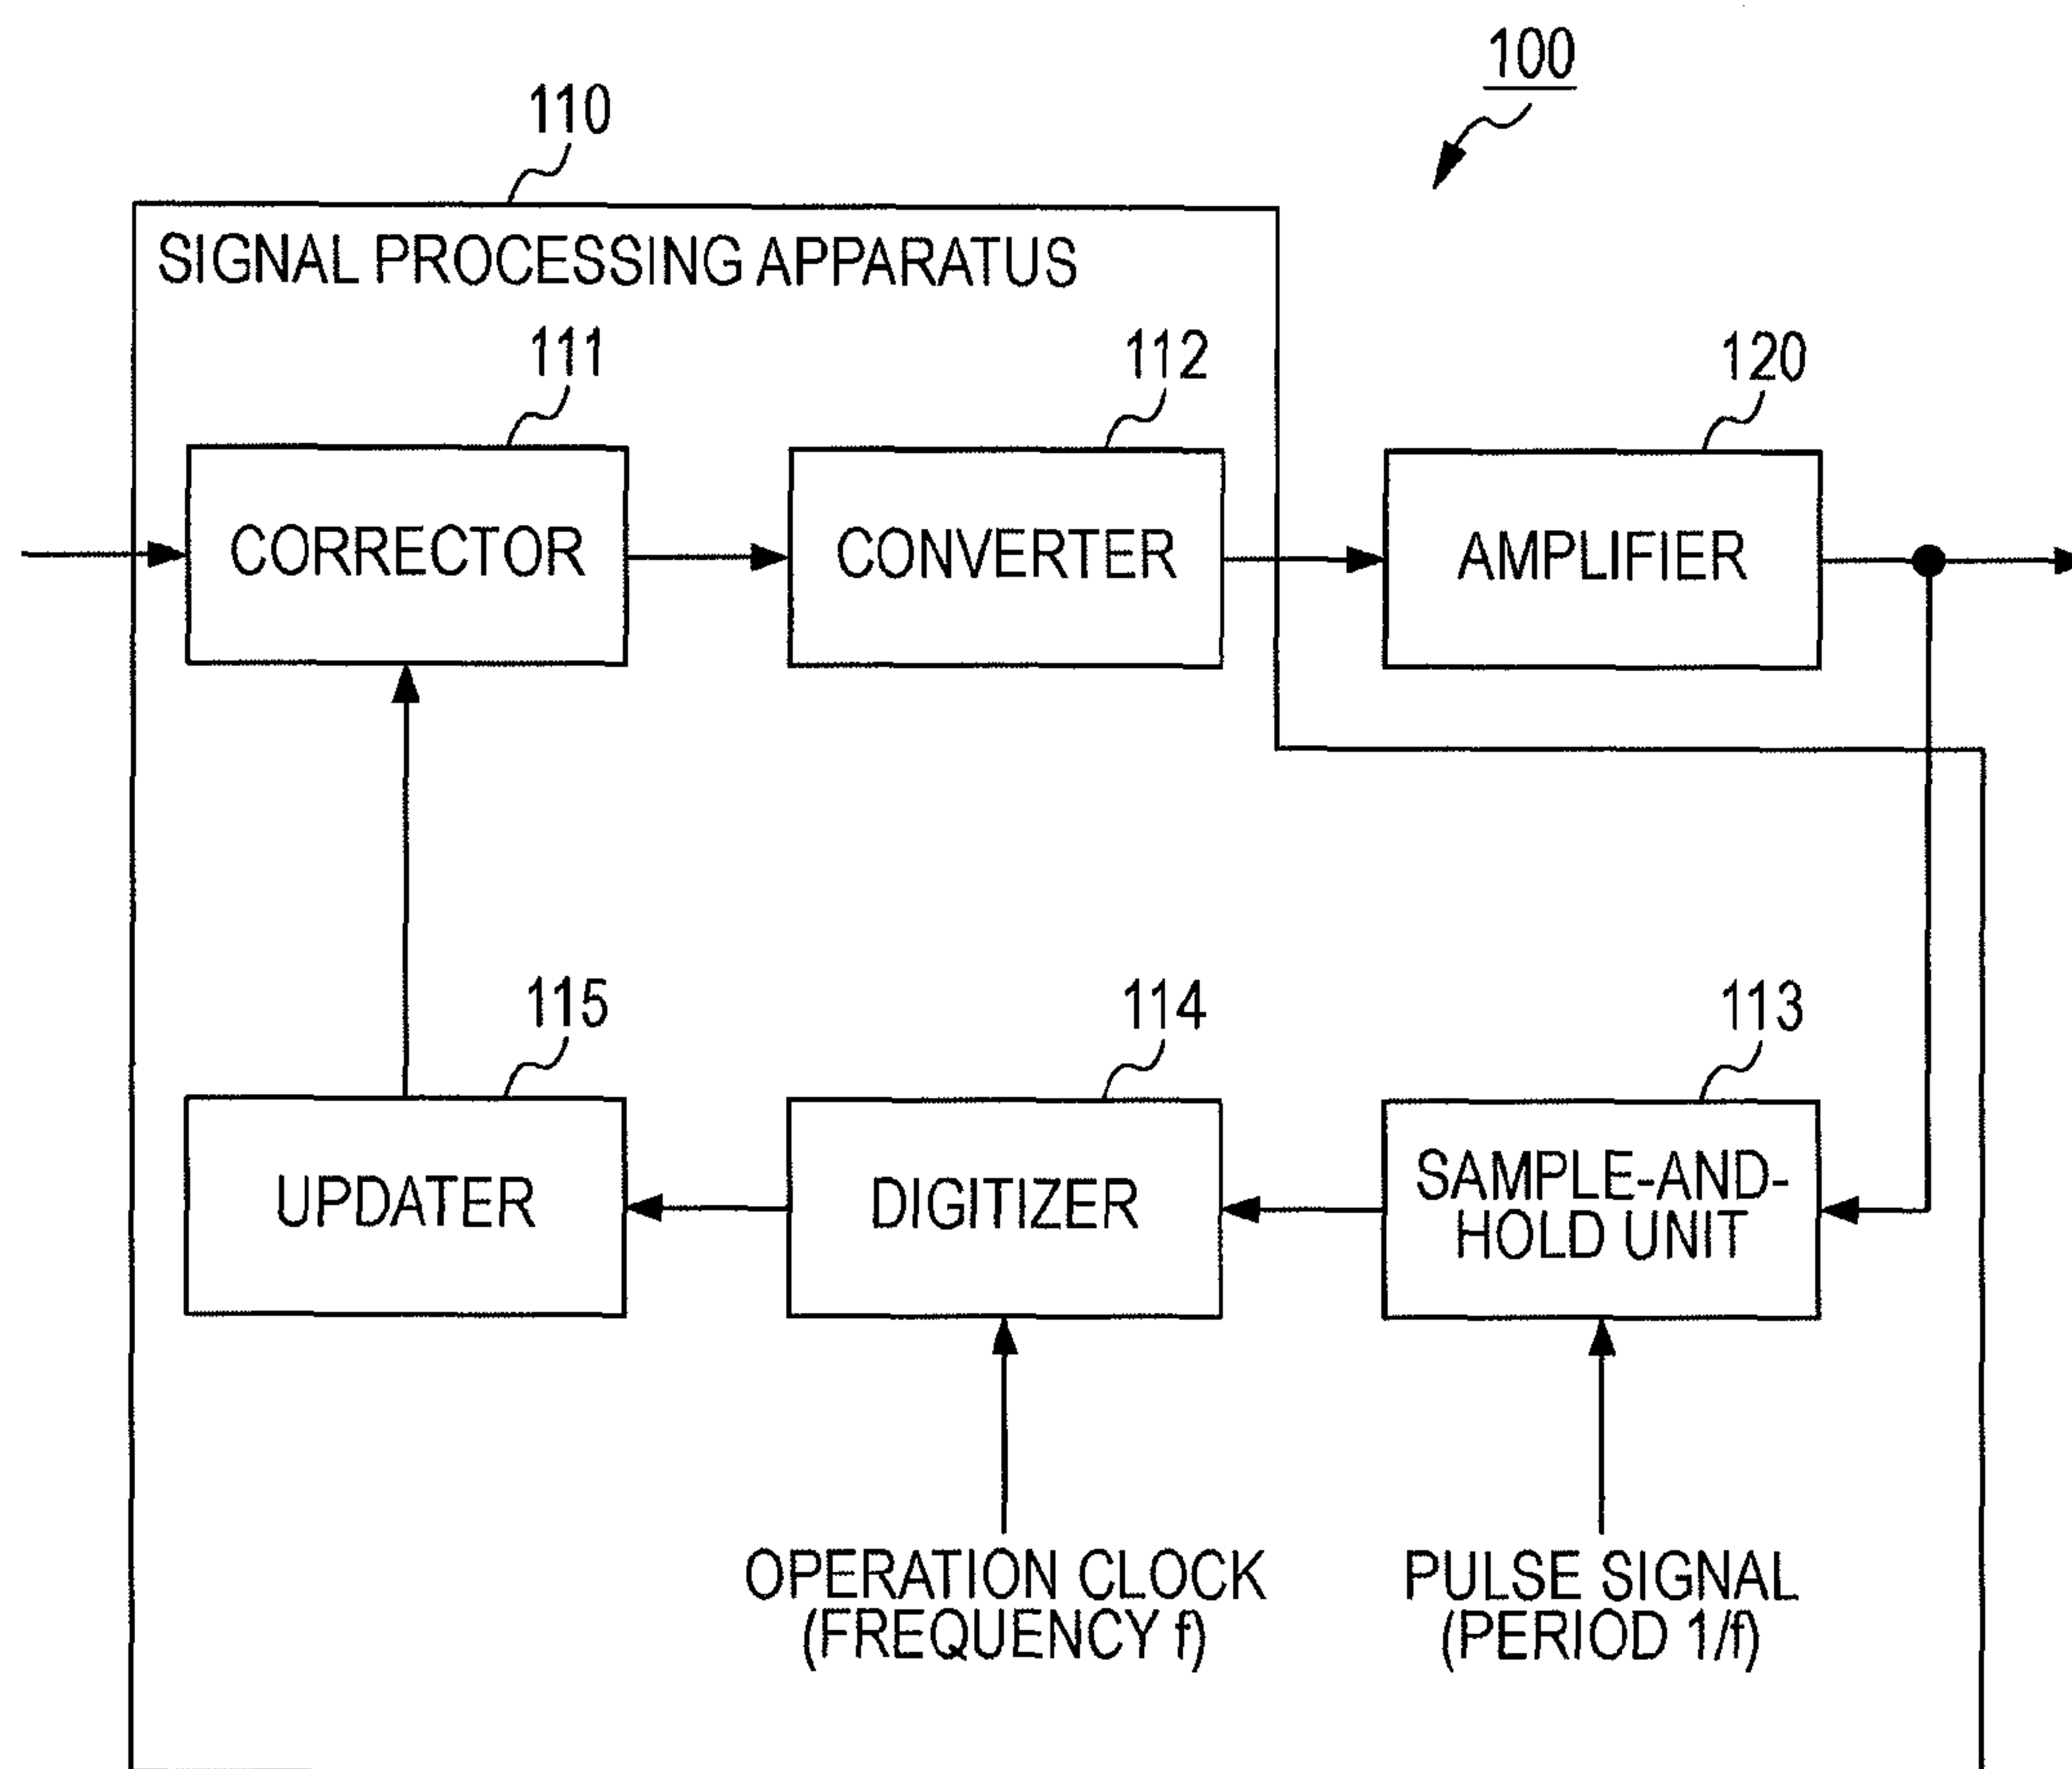 100
110
SIGNAL PROCESSING APPARATUS
111
112
120
CORRECTOR
CONVERTER
AMPLIFIER
115
114
113
UPDATER
DIGITIZER
SAMPLE-AND-
HOLD UNIT
OPERATION CLOCK
(FREQUENCY f)
PULSE SIGNAL
(PERIOD 1/f)